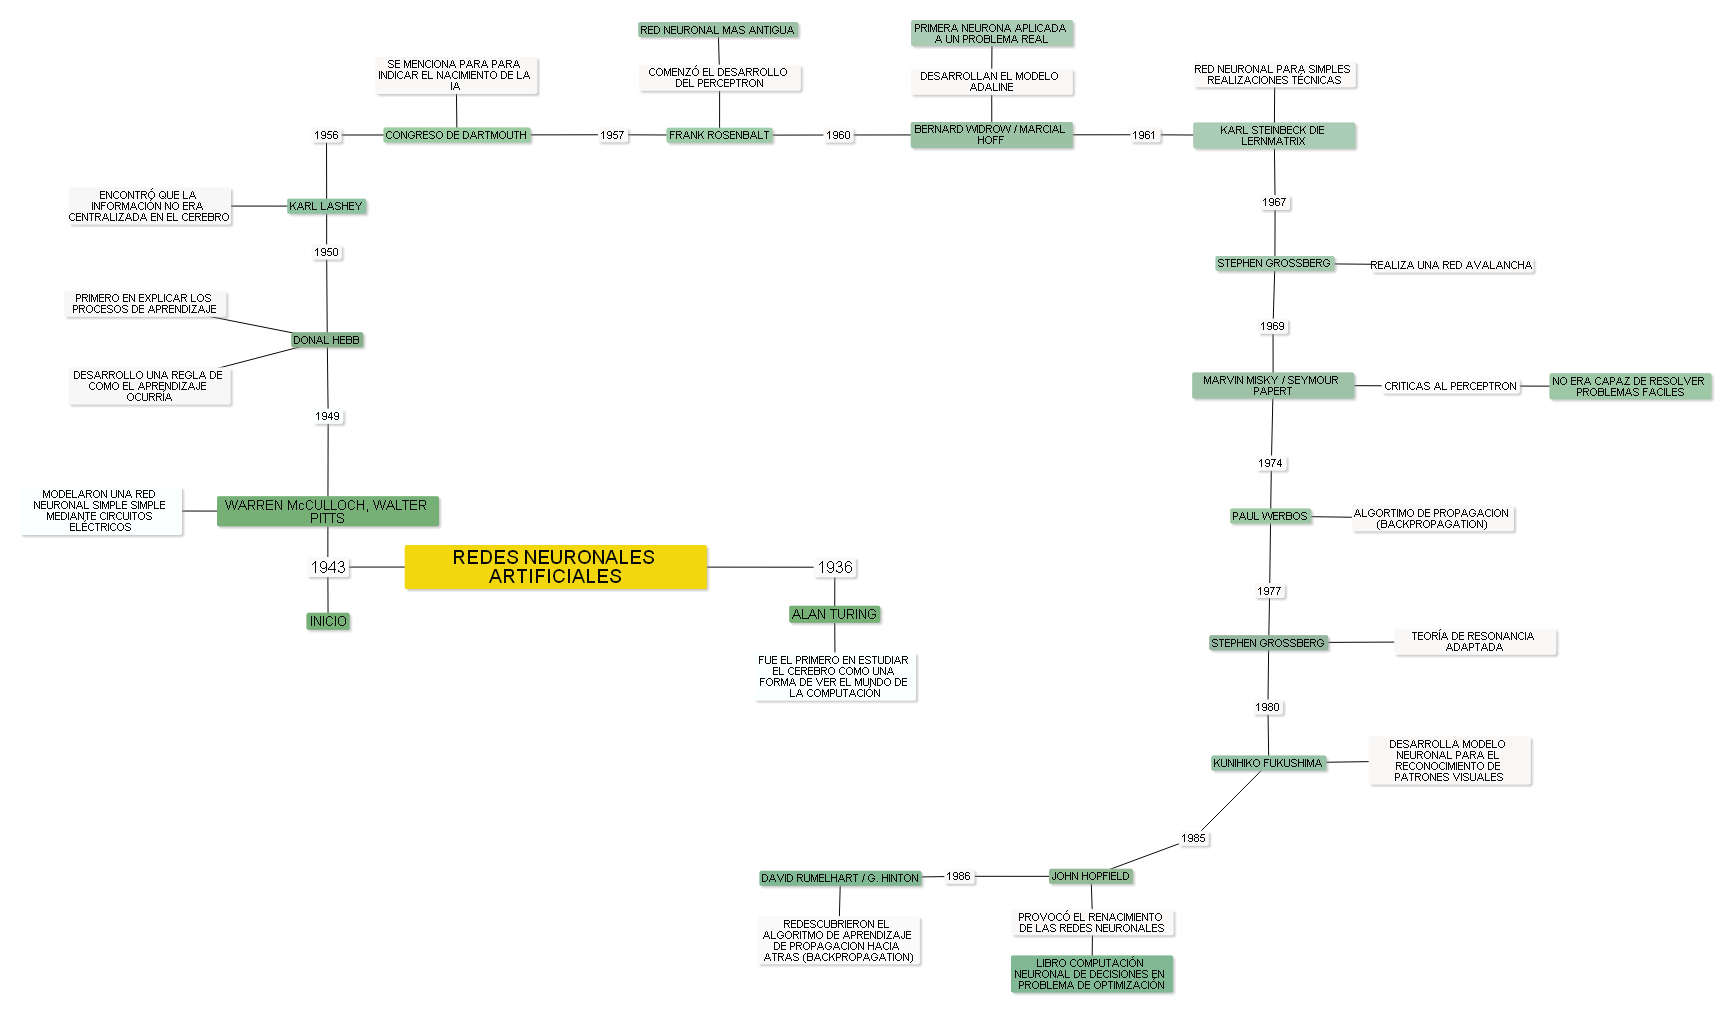 RED NEURONAL MAS ANTIGUA
PRIMERA NEURONA APLICADA
A UN PROBLEMA REAL
SE MENCIONA PARA PARA
INDICAR EL NACIMIENTO DE LA
IA
COMENZÓ EL DESARROLLO
DEL PERCEPTRON
DESARROLLAN EL MODELO
ADALINE
RED NEURONAL PARA SIMPLES
REALIZACIONES TÉCNICAS
1956
CONGRESO DE DARTMOUTH
1957
FRANK ROSENBALT
1960
BERNARD WIDROW / MARCIAL
HOFF
1961
KARL STEINBECK DIE
LERNMATRIX
ENCONTRÓ QUE LA
INFORMACIÓN NO ERA
CENTRALIZADA EN EL CEREBRO
KARL LASHEY
1967
1950
STEPHEN GROSSBERG
REALIZA UNA RED AVALANCHA
PRIMERO EN EXPLICAR LOS
PROCESOS DE APRENDIZAJE
DONAL HEBB
1969
DESARROLLO UNA REGLA DE
COMO EL APRENDIZAJE
OCURRIA
MARVIN MISKY / SEYMOUR
PAPERT
CRITICAS AL PERCEPTRON
NO ERA CAPAZ DE RESOLVER
PROBLEMAS FACILES
1949
1974
MODELARON UNA RED
NEURONAL SIMPLE SIMPLE
MEDIANTE CIRCUITOS
ELÉCTRICOS
WARREN McCULLOCH, WALTER
PITTS
PAUL WERBOS
ALGORTIMO DE PROPAGACION
(BACKPROPAGATION)
1943
REDES NEURONALES
ARTIFICIALES
1936
1977
INICIO
ALAN TURING
STEPHEN GROSSBERG
TEORÍA DE RESONANCIA
ADAPTADA
FUE EL PRIMERO EN ESTUDIAR
EL CEREBRO COMO UNA
FORMA DE VER EL MUNDO DE
LA COMPUTACIÓN
1980
KUNIHIKO FUKUSHIMA
DESARROLLA MODELO
NEURONAL PARA EL
RECONOCIMIENTO DE
PATRONES VISUALES
1985
DAVID RUMELHART / G. HINTON
1986
JOHN HOPFIELD
REDESCUBRIERON EL
ALGORITMO DE APRENDIZAJE
DE PROPAGACION HACIA
ATRAS (BACKPROPAGATION)
PROVOCÓ EL RENACIMIENTO
DE LAS REDES NEURONALES
LIBRO COMPUTACIÓN
NEURONAL DE DECISIONES EN
PROBLEMA DE OPTIMIZACIÓN